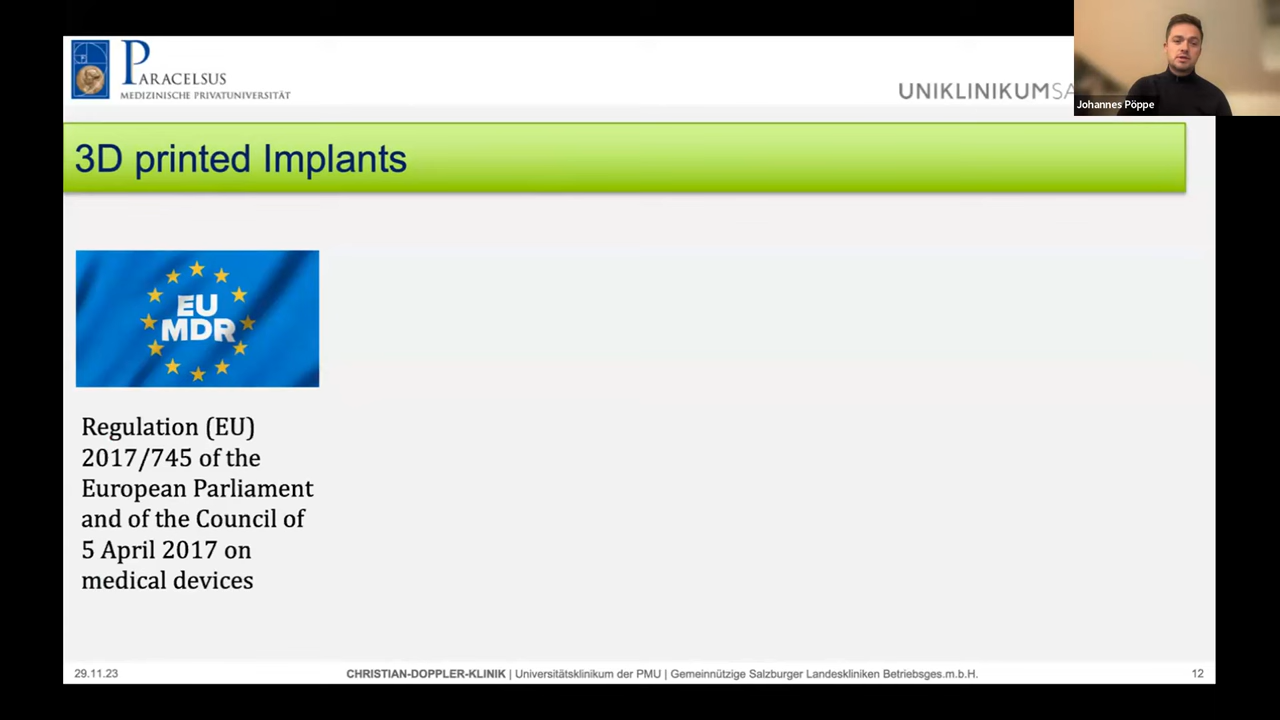 PARACELSUS
MEDIZINISCHE PRIVATUNIVERSITÄT
UNIKLINIKUMSA
Johannes Pöppe
3D printed Implants
EU
MDR
Regulation (EU)
2017/745 of the
European Parliament
and of the Council of
5 April 2017 on
medical devices
29.11.23
CHRISTIAN-DOPPLER-KLINIK | Universitätsklinikum der PMU | Gemeinnützige Salzburger Landeskliniken Betriebsges.m.b.H.
12